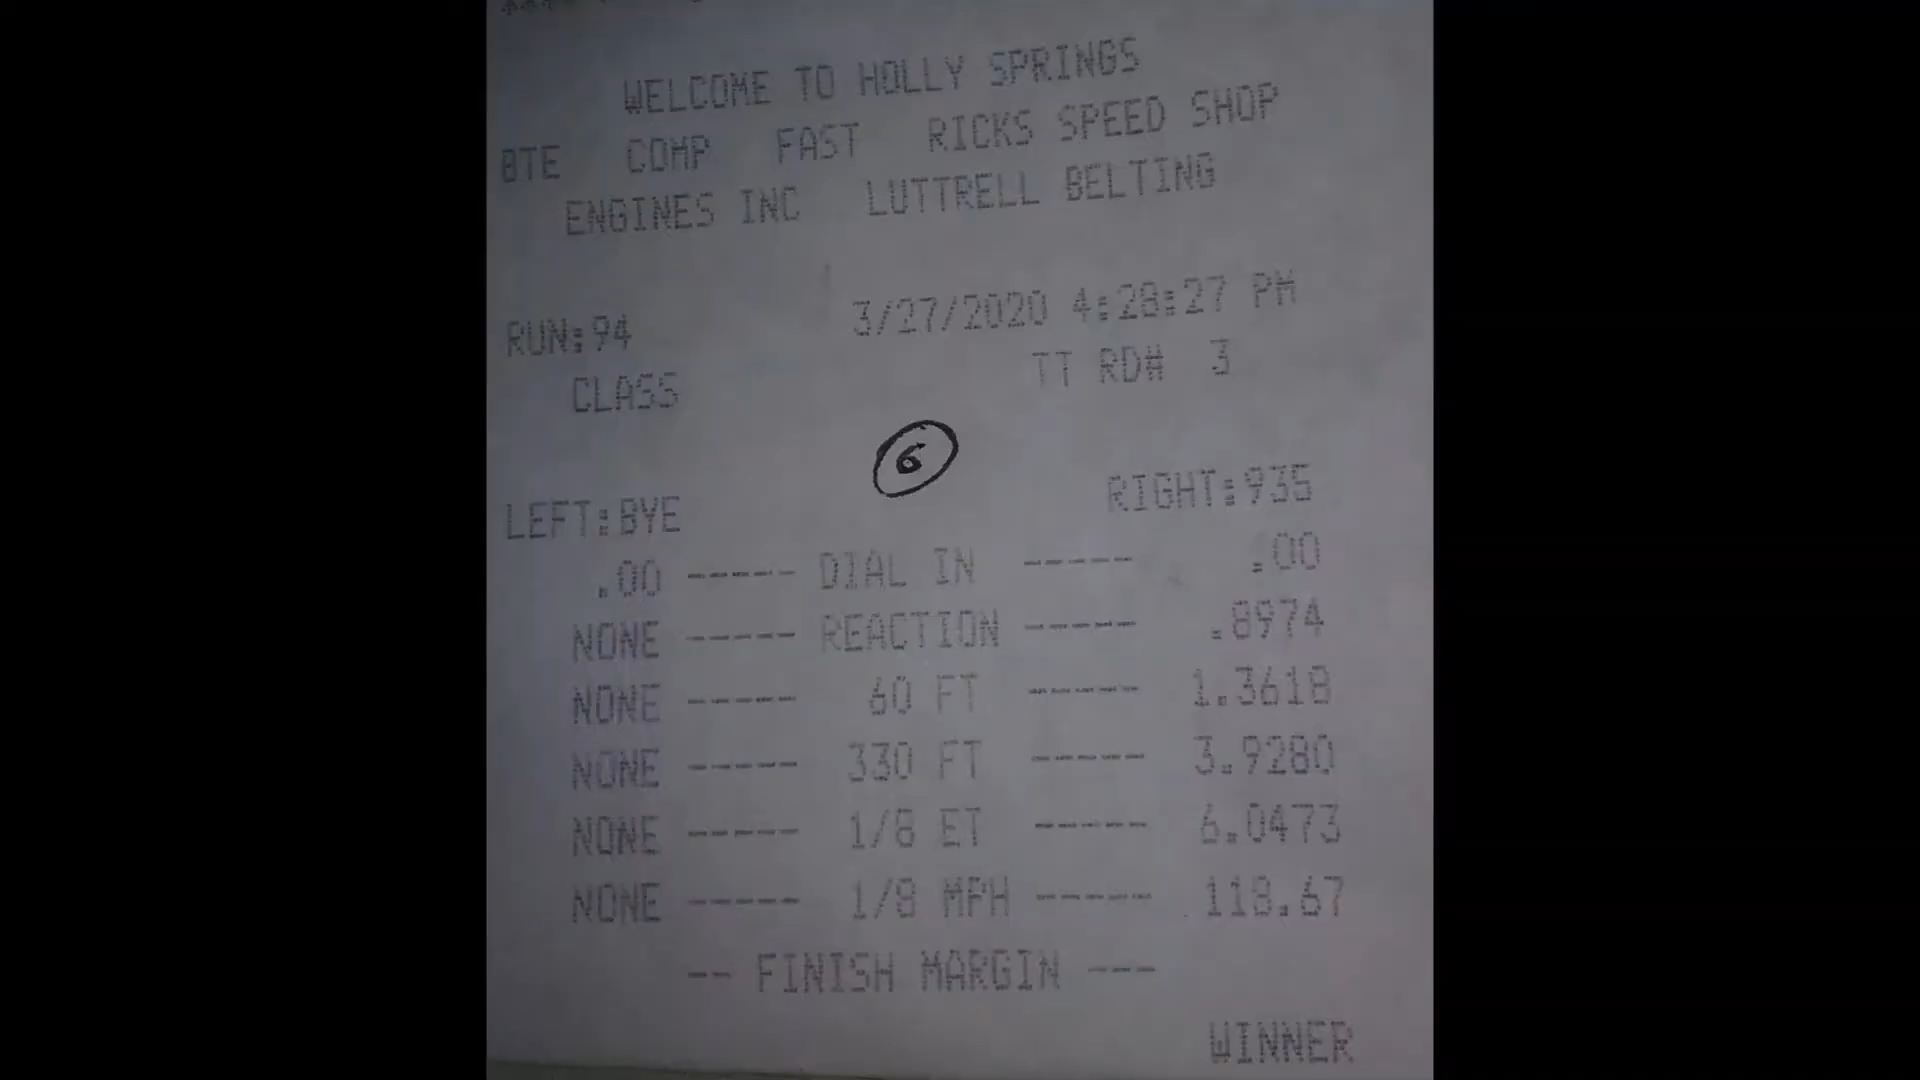 WELCOME TO HOLLY SPRINGS
BTE COMP FAST RICKS SPEED SHOP
ENGINES INC LUTTRELL BELTING
RUN:94 3/27/2020 4:28:27 PM
CLASS TT RD# 3
6
LEFT:BYE RIGHT:935
.00 ----- DIAL IN ----- .00
NONE ----- REACTION ----- .8974
NONE ----- 60 FT ----- 1.3618
NONE ----- 330 FT ----- 3.9280
NONE ----- 1/8 ET ----- 6.0473
NONE ----- 1/8 MPH ----- 118.67
-- FINISH MARGIN ---
WINNER